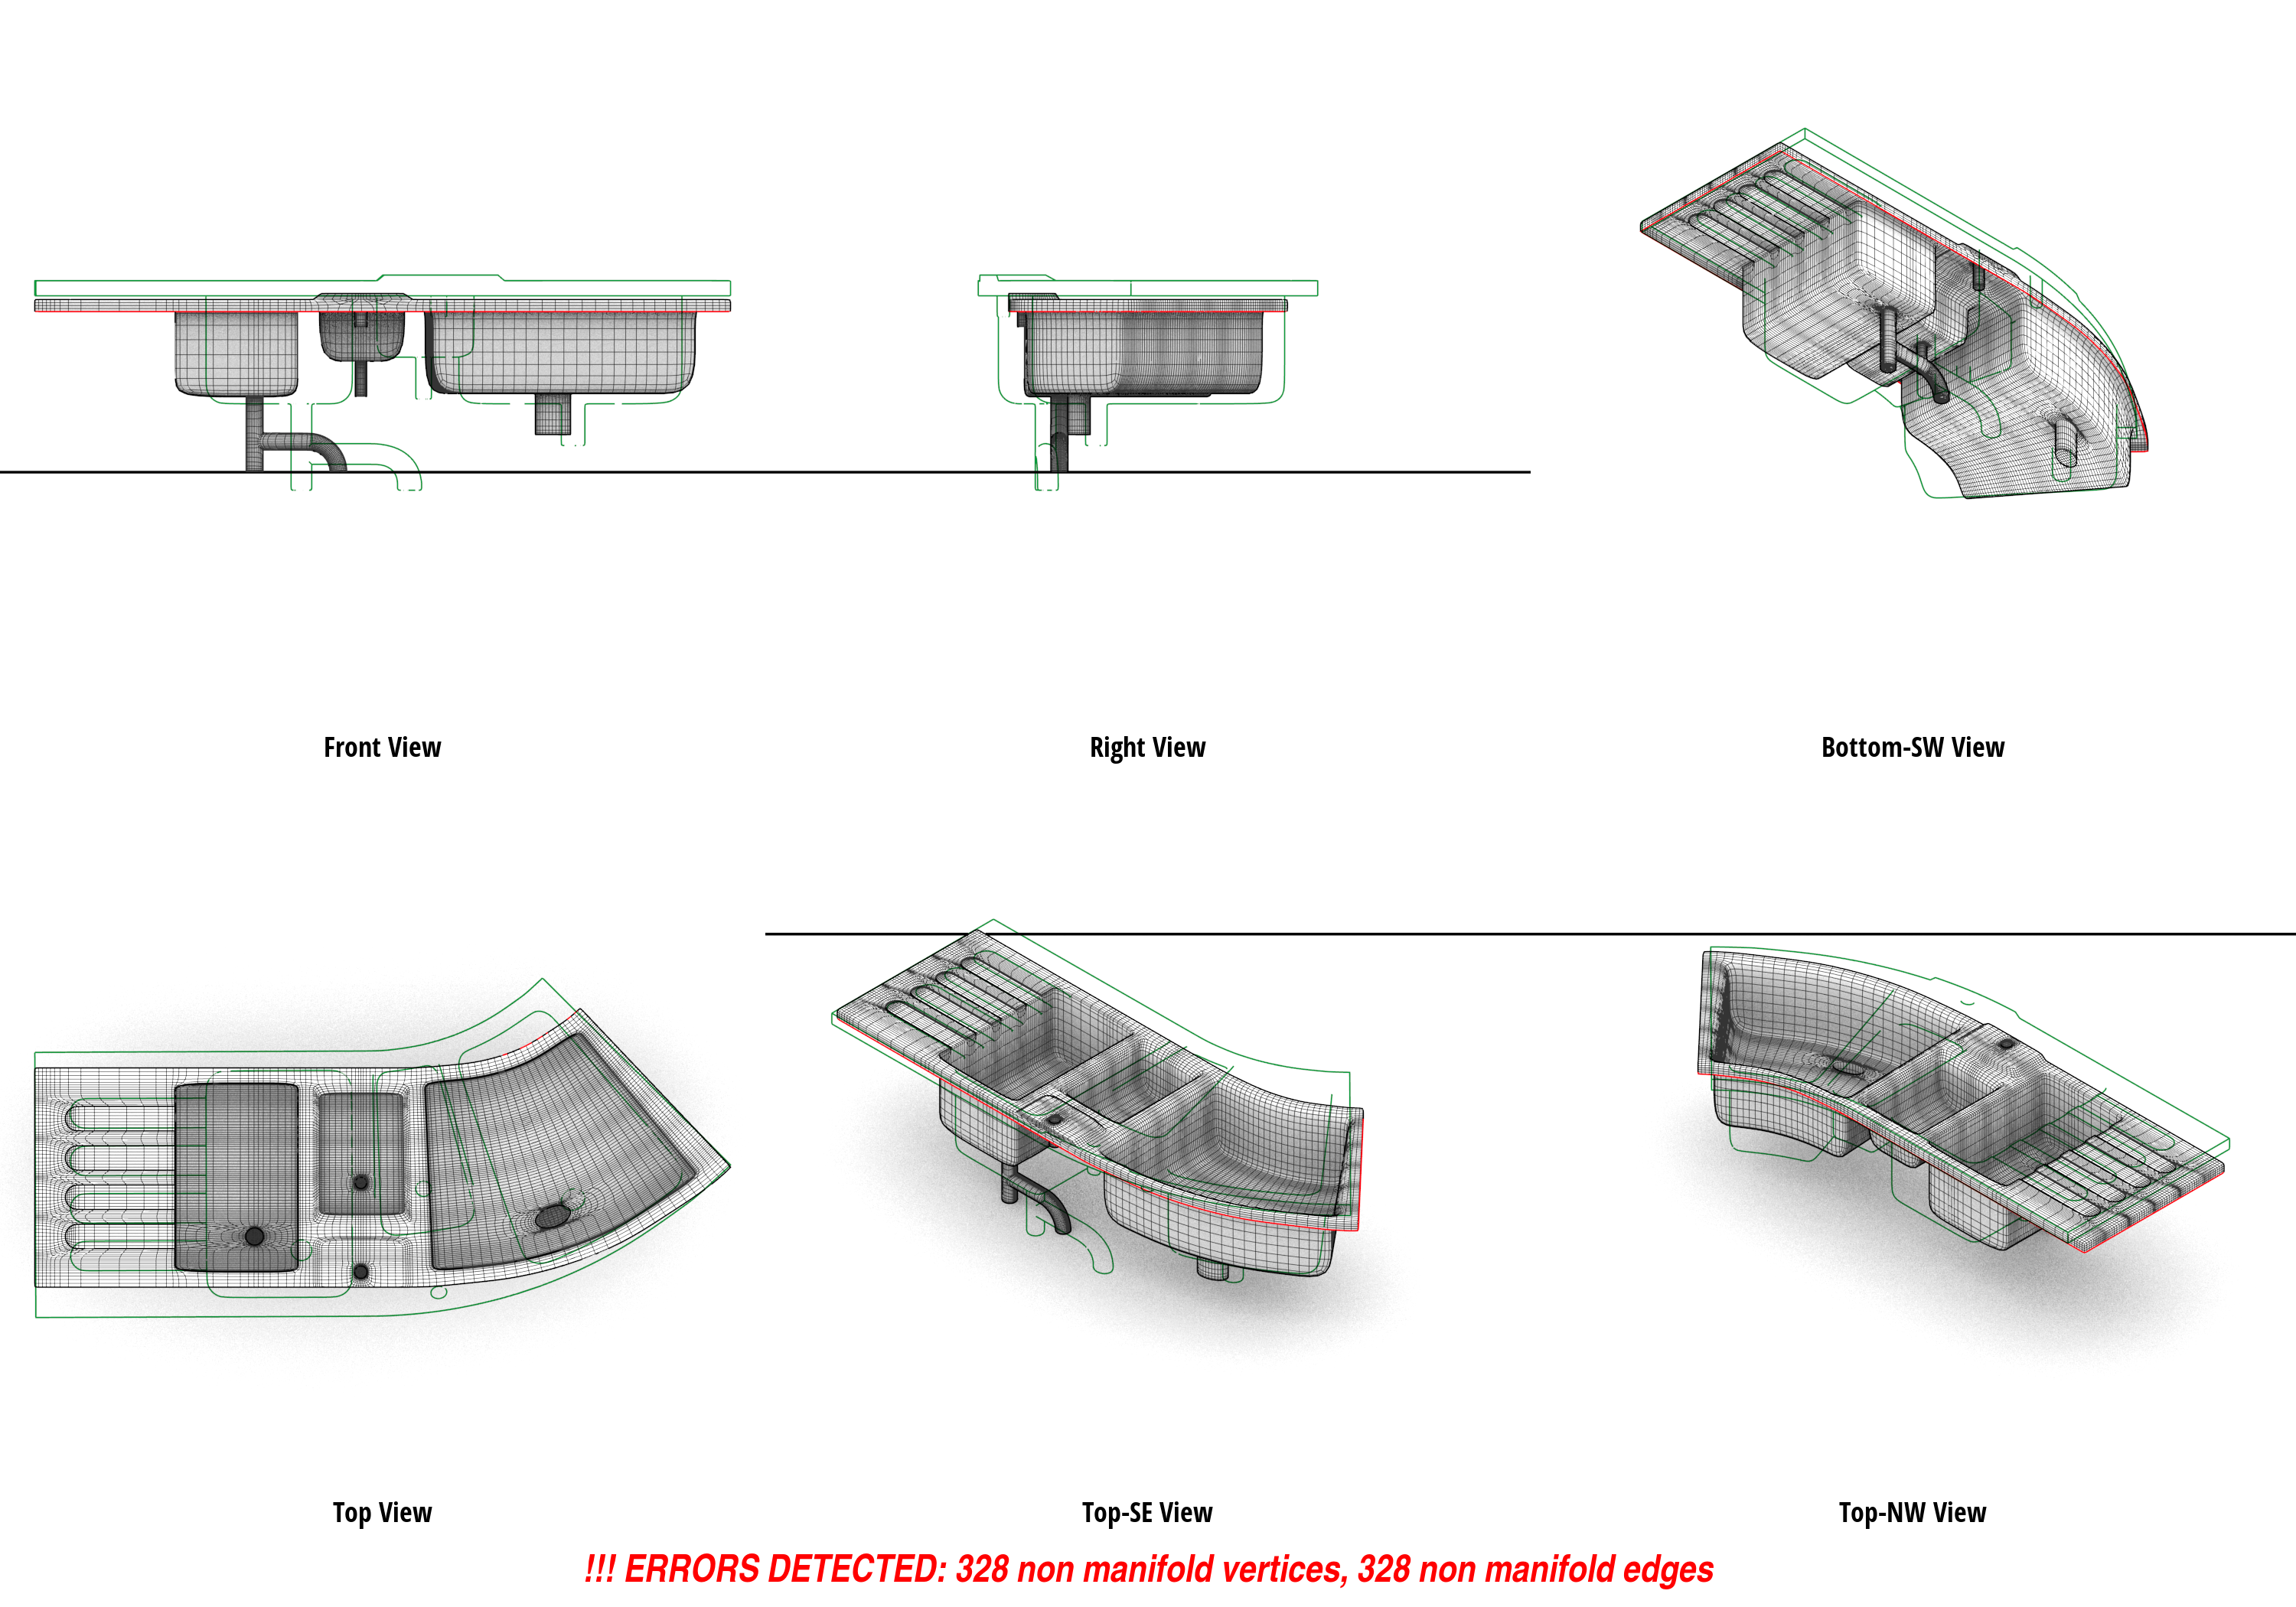 Front View
Right View
Bottom-SW View
Top View
Top-SE View
Top-NW View
!!! ERRORS DETECTED: 328 non manifold vertices, 328 non manifold edges